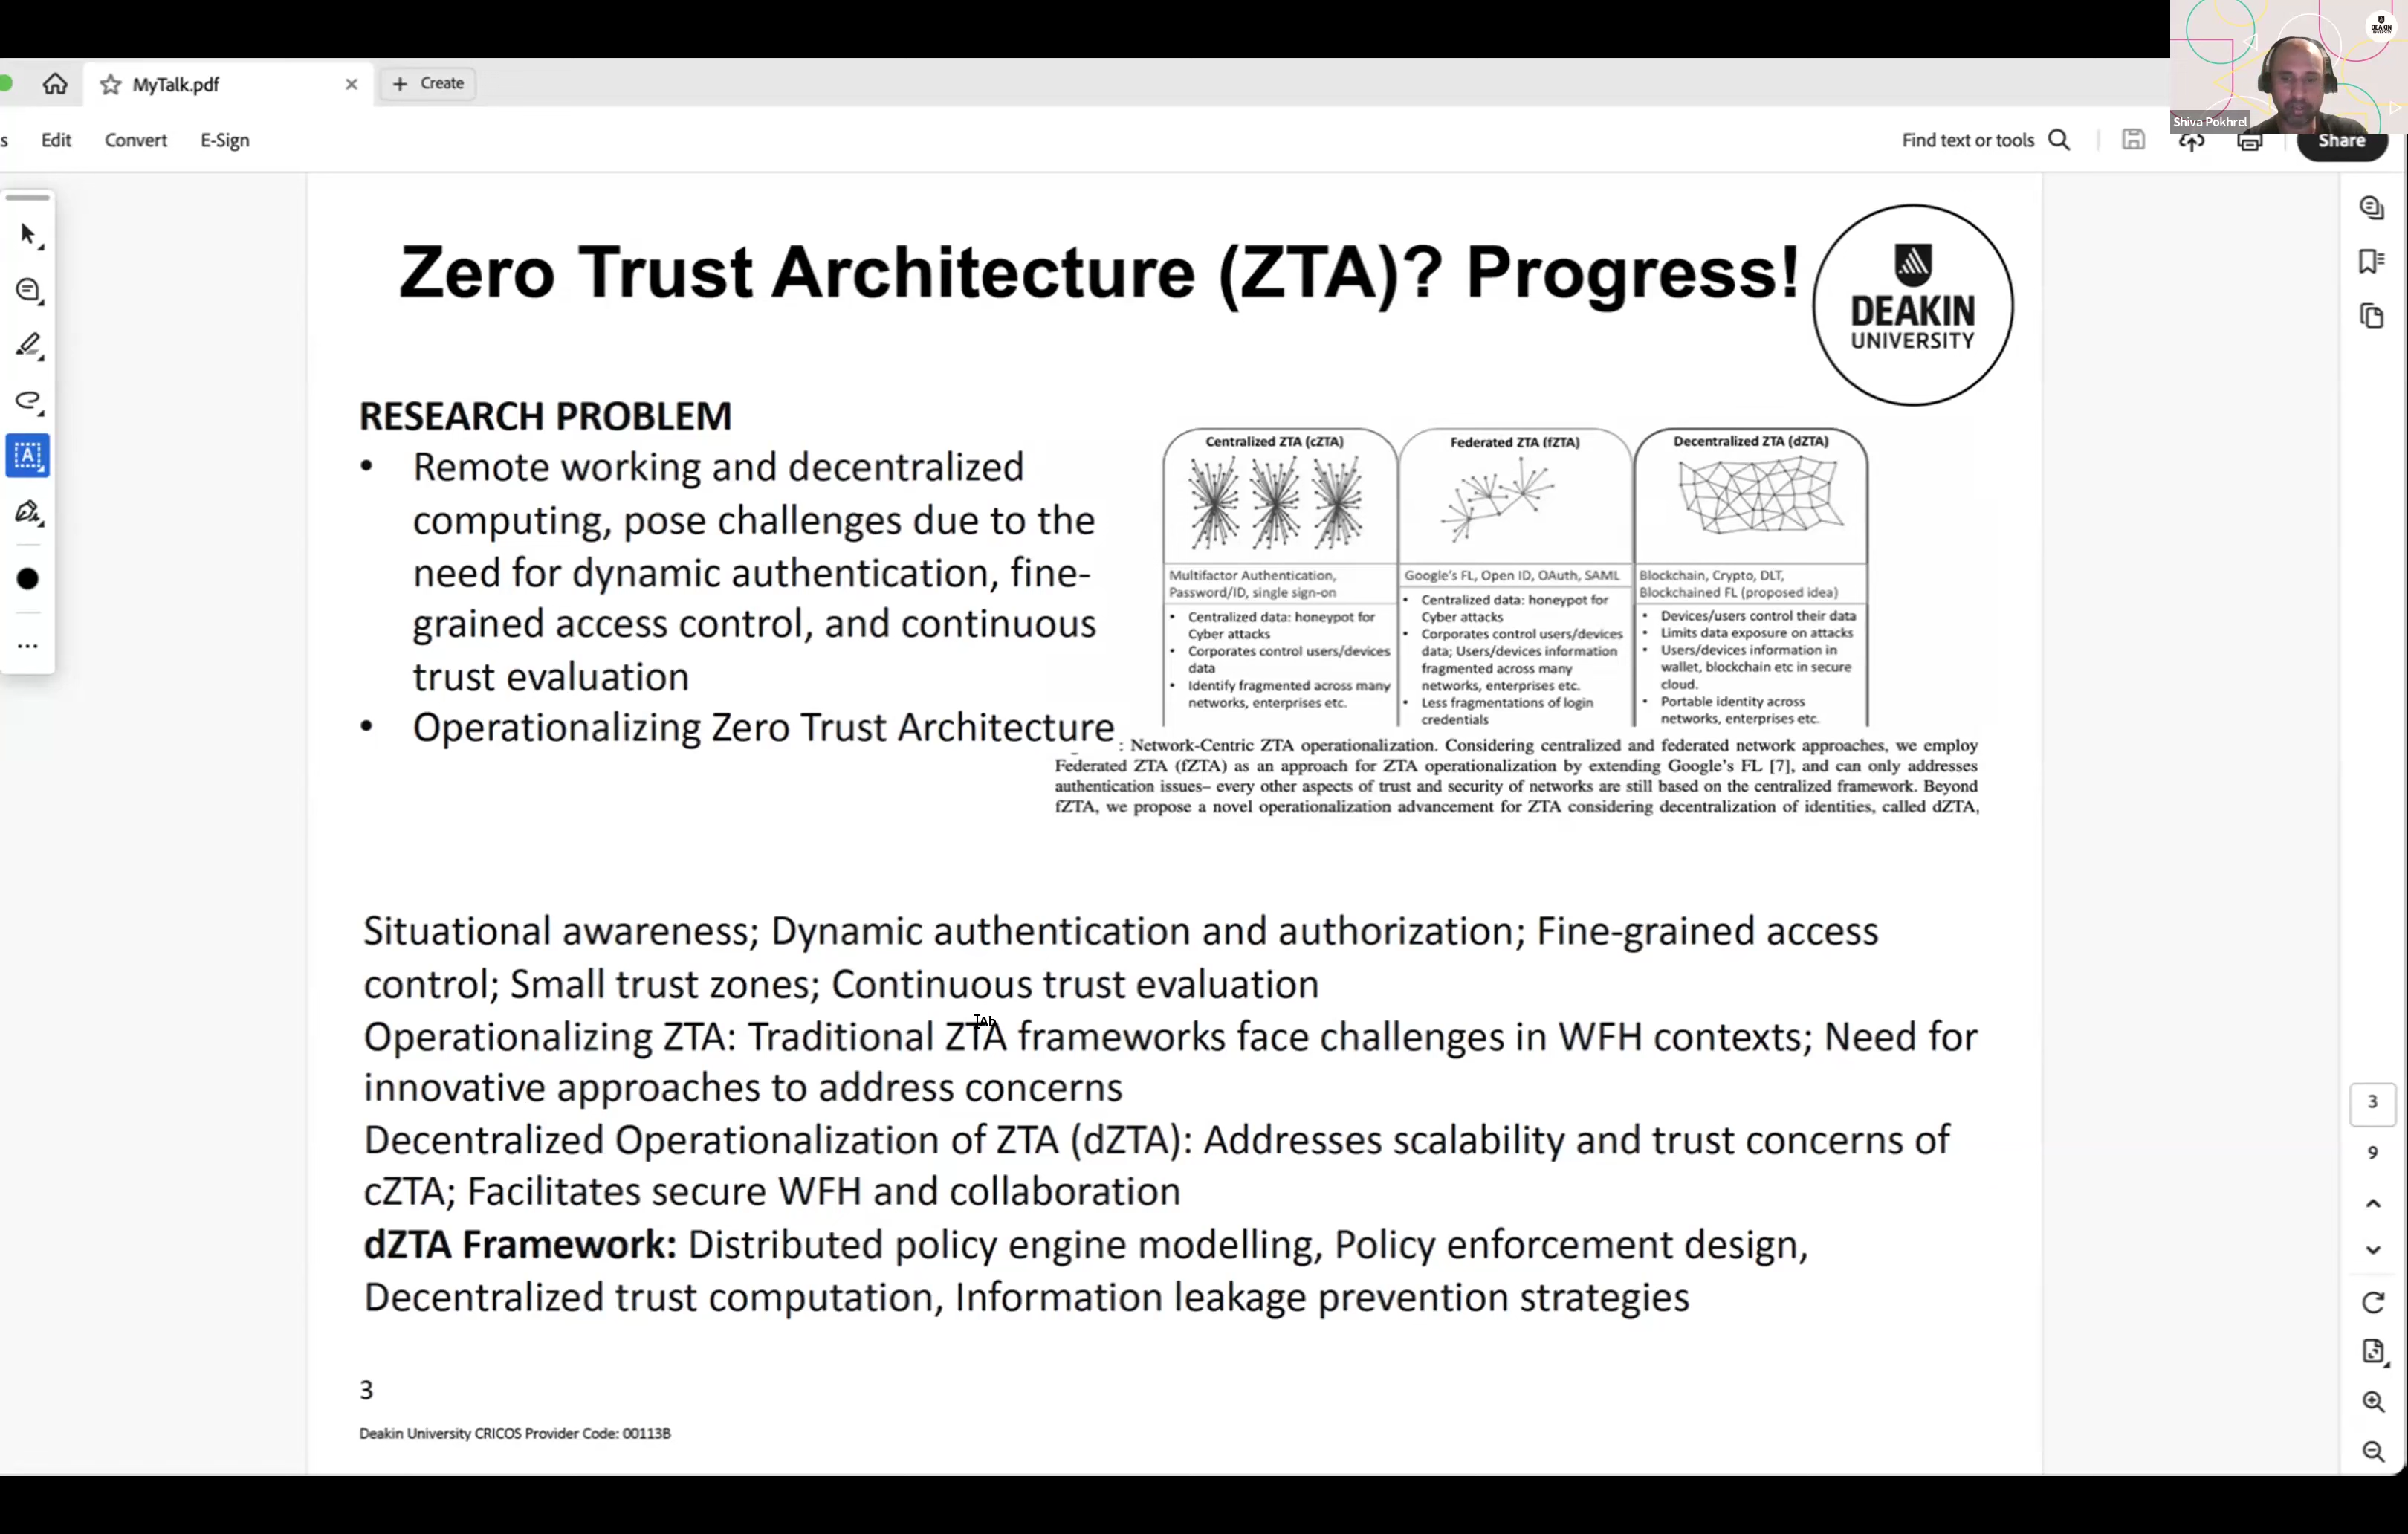 DEAKIN
UNIVERSITY
Shiva Pokhrel
MyTalk.pdf
Create
s
Edit
Convert
E-Sign
Find text or tools
Share
Zero Trust Architecture (ZTA)? Progress!
DEAKIN
UNIVERSITY
RESEARCH PROBLEM
• Remote working and decentralized
computing, pose challenges due to the
need for dynamic authentication, fine-
grained access control, and continuous
trust evaluation
• Operationalizing Zero Trust Architecture
Centralized ZTA (cZTA)
Multifactor Authentication,
Password/ID, single sign-on
• Centralized data: honeypot for
Cyber attacks
• Corporates control users/devices
data
• Identify fragmented across many
networks, enterprises etc.
Federated ZTA (fZTA)
Google's FL, Open ID, OAuth, SAML
• Centralized data: honeypot for
Cyber attacks
• Corporates control users/devices
data; Users/devices information
fragmented across many
networks, enterprises etc.
• Less fragmentations of login
credentials
Decentralized ZTA (dZTA)
Blockchain, Crypto, DLT,
Blockchained FL (proposed idea)
• Devices/users control their data
• Limits data exposure on attacks
• Users/devices information in
wallet, blockchain etc in secure
cloud.
• Portable identity across
networks, enterprises etc.
: Network-Centric ZTA operationalization. Considering centralized and federated network approaches, we employ
Federated ZTA (fZTA) as an approach for ZTA operationalization by extending Google's FL [7], and can only addresses
authentication issues– every other aspects of trust and security of networks are still based on the centralized framework. Beyond
fZTA, we propose a novel operationalization advancement for ZTA considering decentralization of identities, called dZTA,
Situational awareness; Dynamic authentication and authorization; Fine-grained access
control; Small trust zones; Continuous trust evaluation
Operationalizing ZTA: Traditional ZTA frameworks face challenges in WFH contexts; Need for
innovative approaches to address concerns
Decentralized Operationalization of ZTA (dZTA): Addresses scalability and trust concerns of
cZTA; Facilitates secure WFH and collaboration
dZTA Framework: Distributed policy engine modelling, Policy enforcement design,
Decentralized trust computation, Information leakage prevention strategies
3
Deakin University CRICOS Provider Code: 00113B
3
9